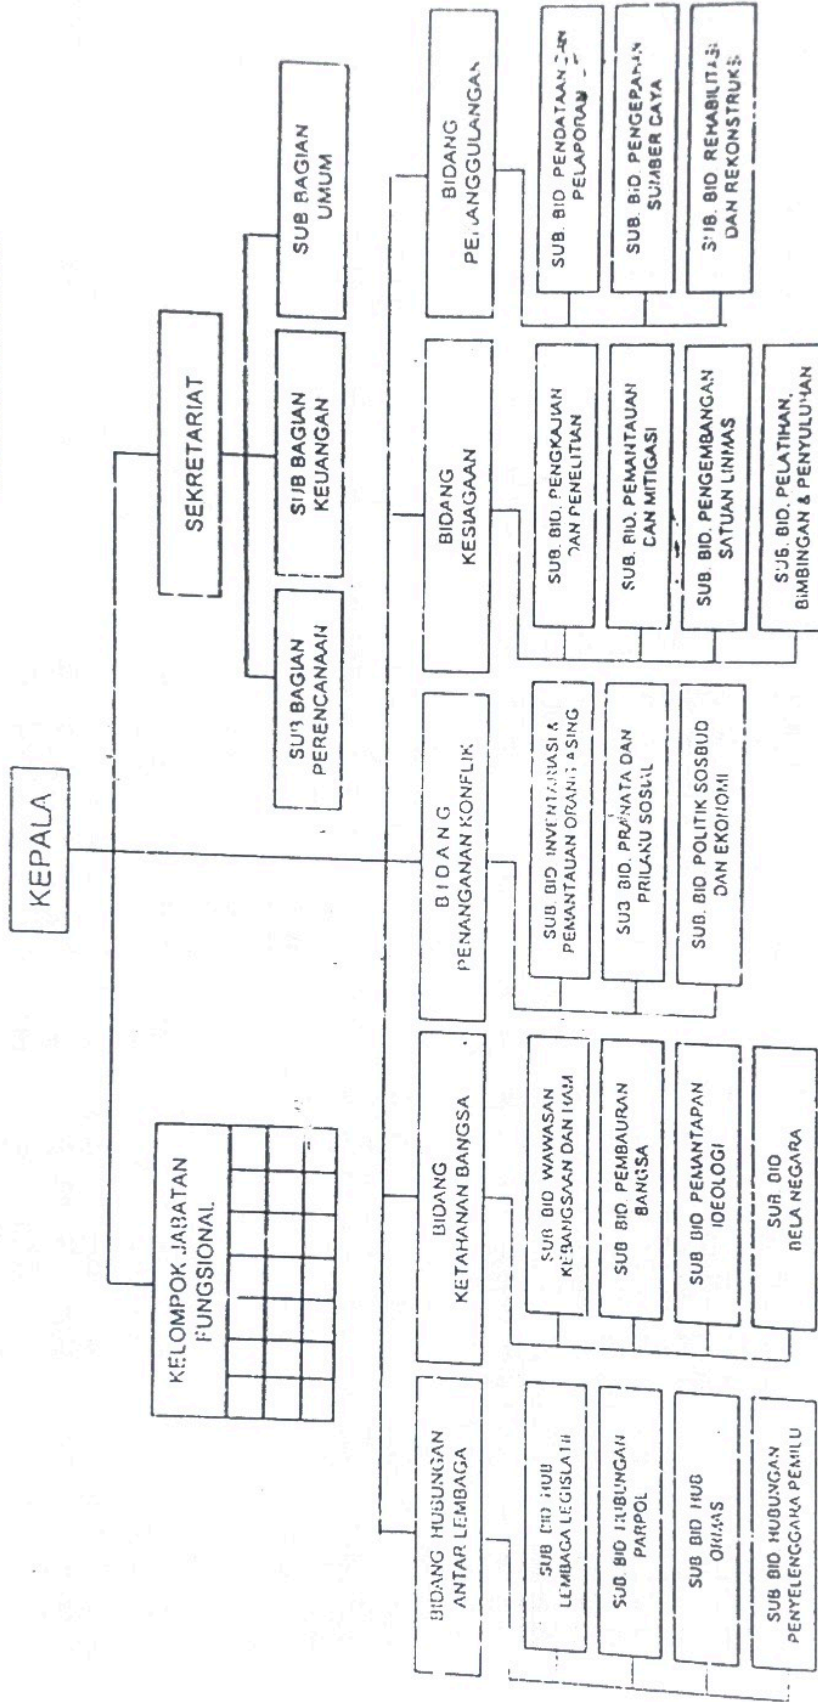 KEPALA
KELOMPOK JABATAN
FUNGSIONAL
SEKRETARIAT
SUB BAGIAN
PERENCANAAN
SUB BAGIAN
KEUANGAN
SUB BAGIAN
UMUM
BIDANG HUBUNGAN
ANTAR LEMBAGA
SUB BID HUB
LEMBAGA LEGISLATIF
SUB. BID HUBUNGAN
PARPOL
SUB BID HUB
ORMAS
SUB BID HUBUNGAN
PENYELENGGARA PEMILU
BIDANG
KETAHANAN BANGSA
SUB BID WAWASAN
KEBANGSAAN DAN HAM
SUB BID. PEMBAURAN
BANGSA
SUB BID PEMANTAPAN
IDEOLOGI
SUB BID
BELA NEGARA
BIDANG
PENANGANAN KONFLIK
SUB. BID INVENTARIASI &
PEMANTAUAN ORANG ASING
SUB BID. PRANATA DAN
PRILAKU SOSIAL
SUB. BID POLITIK SOSBUD
DAN EKONOMI
BIDANG
KESIAGAAN
SUB. BID. PENGKAJIAN
DAN PENELITIAN
SUB. BID. PEMANTAUAN
DAN MITIGASI
SUB. BID. PENGEMBANGAN
SATUAN LINMAS
SUB. BID. PELATIHAN,
BIMBINGAN & PENYULUHAN
BIDANG
PENANGGULANGAN
SUB. BID PENDATAAN DAN
PELAPORAN
SUB. BID. PENGERAHAN
SUMBER DAYA
SUB. BID REHABILITASI
DAN REKONSTRUKSI